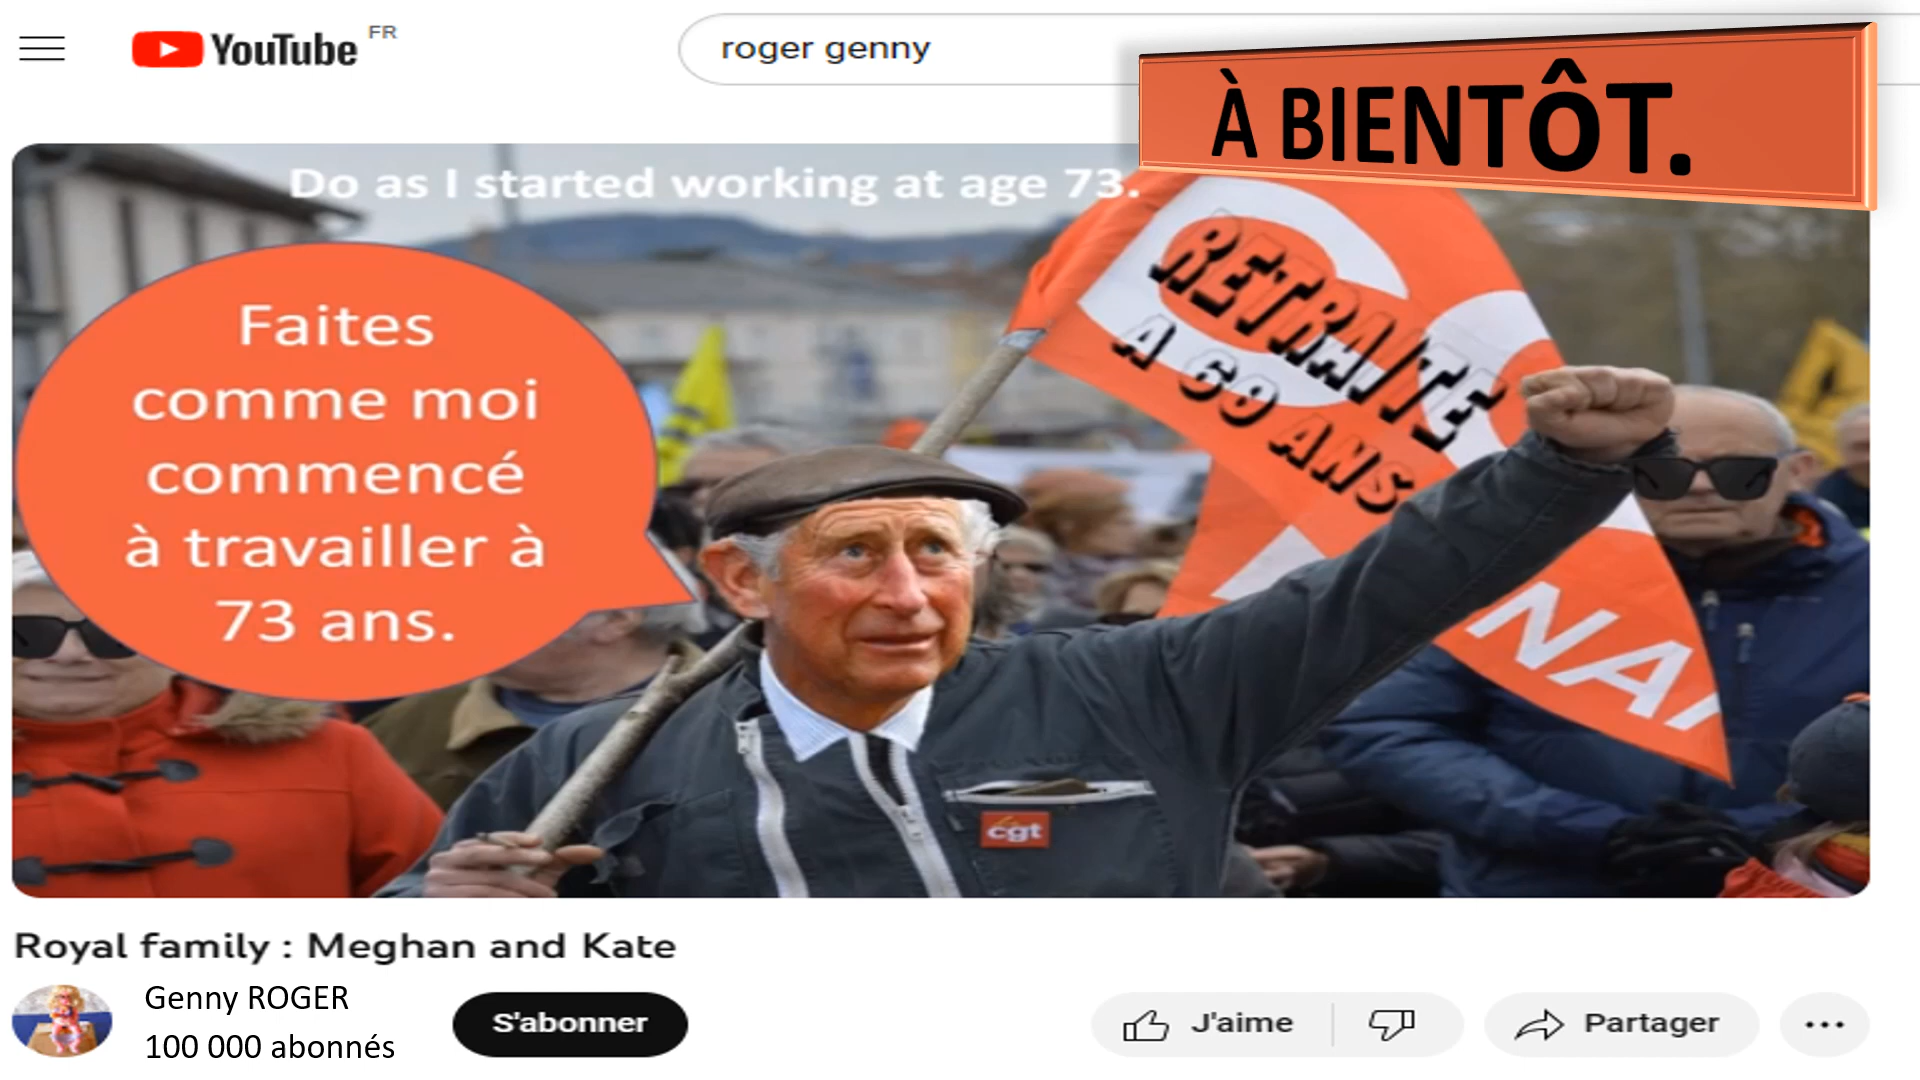 YouTube FR
roger genny
À BIENTÔT.
Do as I started working at age 73.
RETRAITE
A 69 ANS
Faites
comme moi
commencé
à travailler à
73 ans.
NA
cgt
Royal family : Meghan and Kate
Genny ROGER
100 000 abonnés
S'abonner
J'aime
Partager